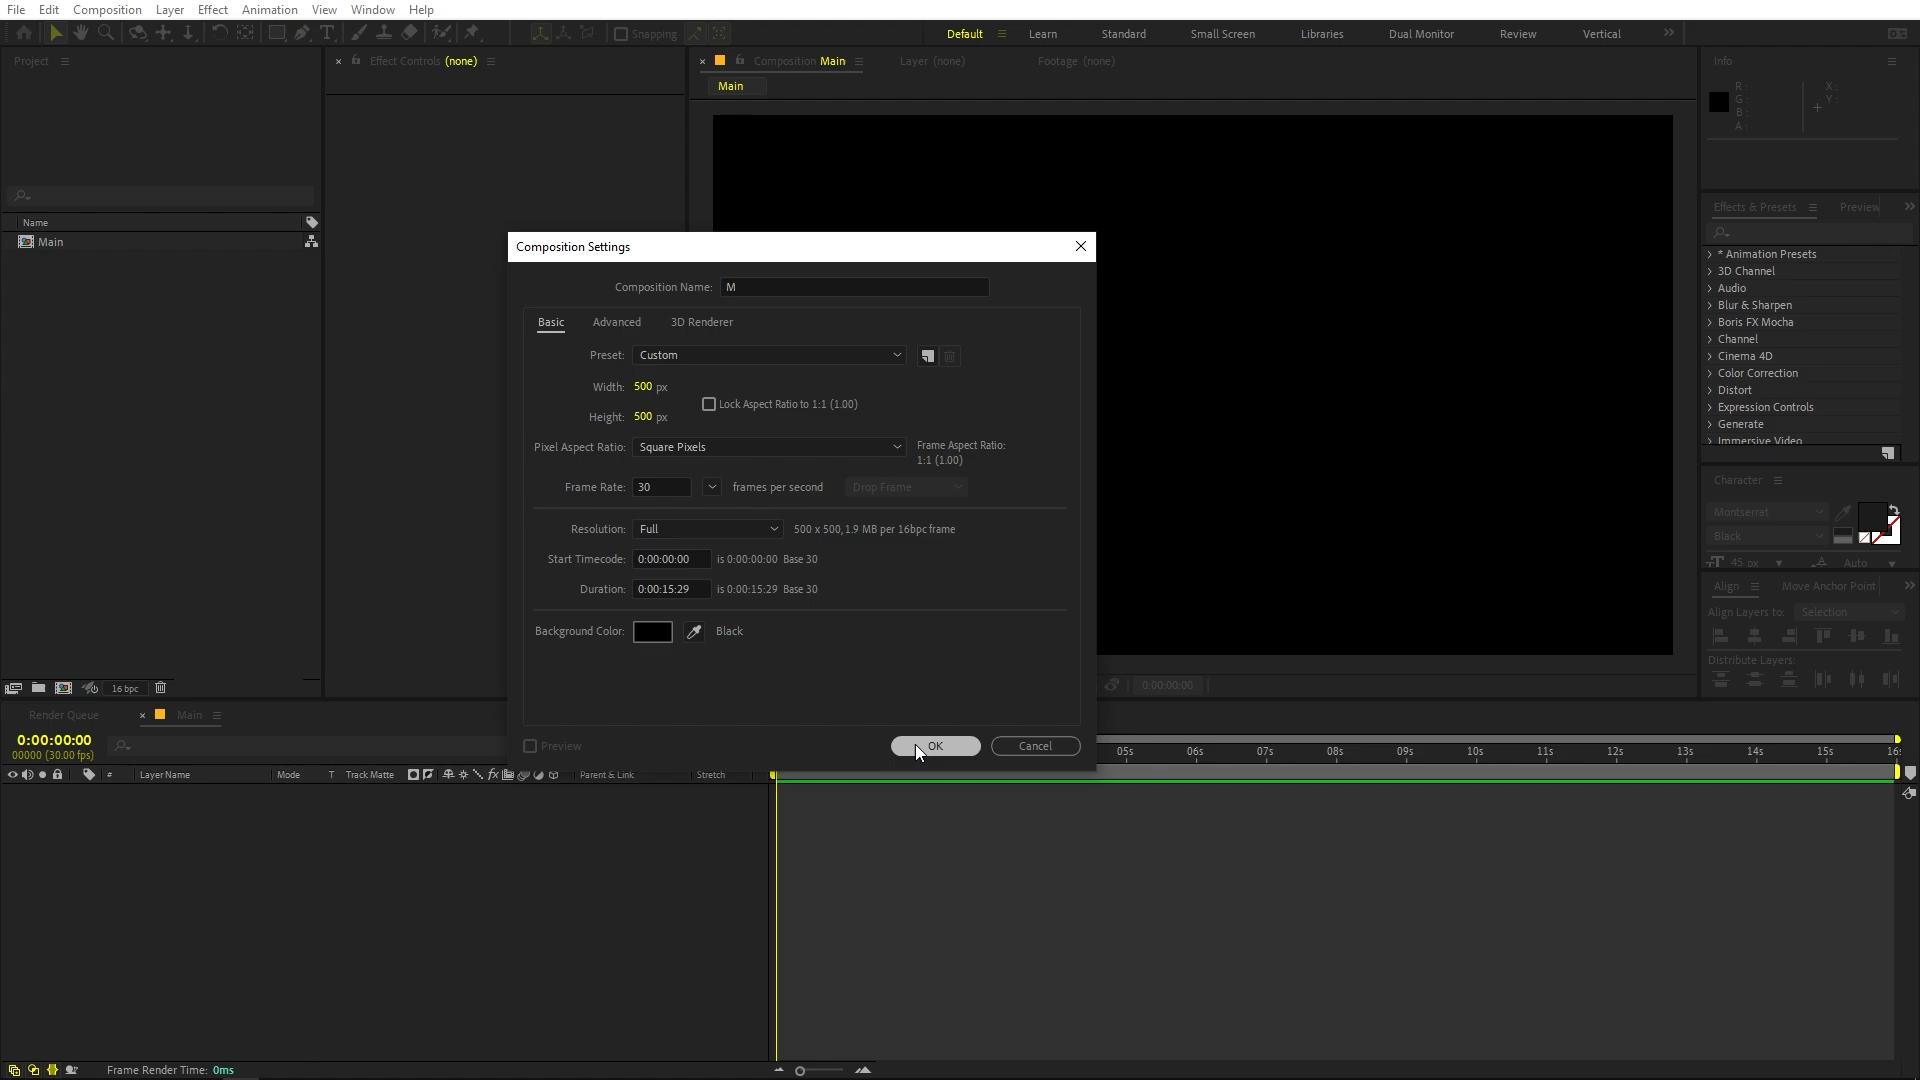 File Edit Composition Layer Effect Animation View Window Help
Snapping
Default Learn Standard Small Screen Libraries Dual Monitor Review Vertical
Project
Effect Controls (none)
Composition Main
Layer (none)
Footage (none)
Main
Info
R:
G:
B:
A:
X:
Y:
Name
Main
16 bpc
Composition Settings
Composition Name: M
Basic Advanced 3D Renderer
Preset: Custom
Width: 500 px
Lock Aspect Ratio to 1:1 (1.00)
Height: 500 px
Pixel Aspect Ratio: Square Pixels
Frame Aspect Ratio:
1:1 (1.00)
Frame Rate: 30 frames per second Drop Frame
Resolution: Full 500 x 500, 1.9 MB per 16bpc frame
Start Timecode: 0:00:00:00 is 0:00:00:00 Base 30
Duration: 0:00:15:29 is 0:00:15:29 Base 30
Background Color: Black
Preview OK Cancel
0:00:00:00
Effects & Presets Preview
* Animation Presets
3D Channel
Audio
Blur & Sharpen
Boris FX Mocha
Channel
Cinema 4D
Color Correction
Distort
Expression Controls
Generate
Immersive Video
Character
Montserrat
Black
45 px Auto
Align Move Anchor Point
Align Layers to: Selection
Distribute Layers:
Render Queue Main
0:00:00:00
00000 (30.00 fps)
# Layer Name Mode T Track Matte fx Parent & Link Stretch
05s 06s 07s 08s 09s 10s 11s 12s 13s 14s 15s 16s
Frame Render Time: 0ms